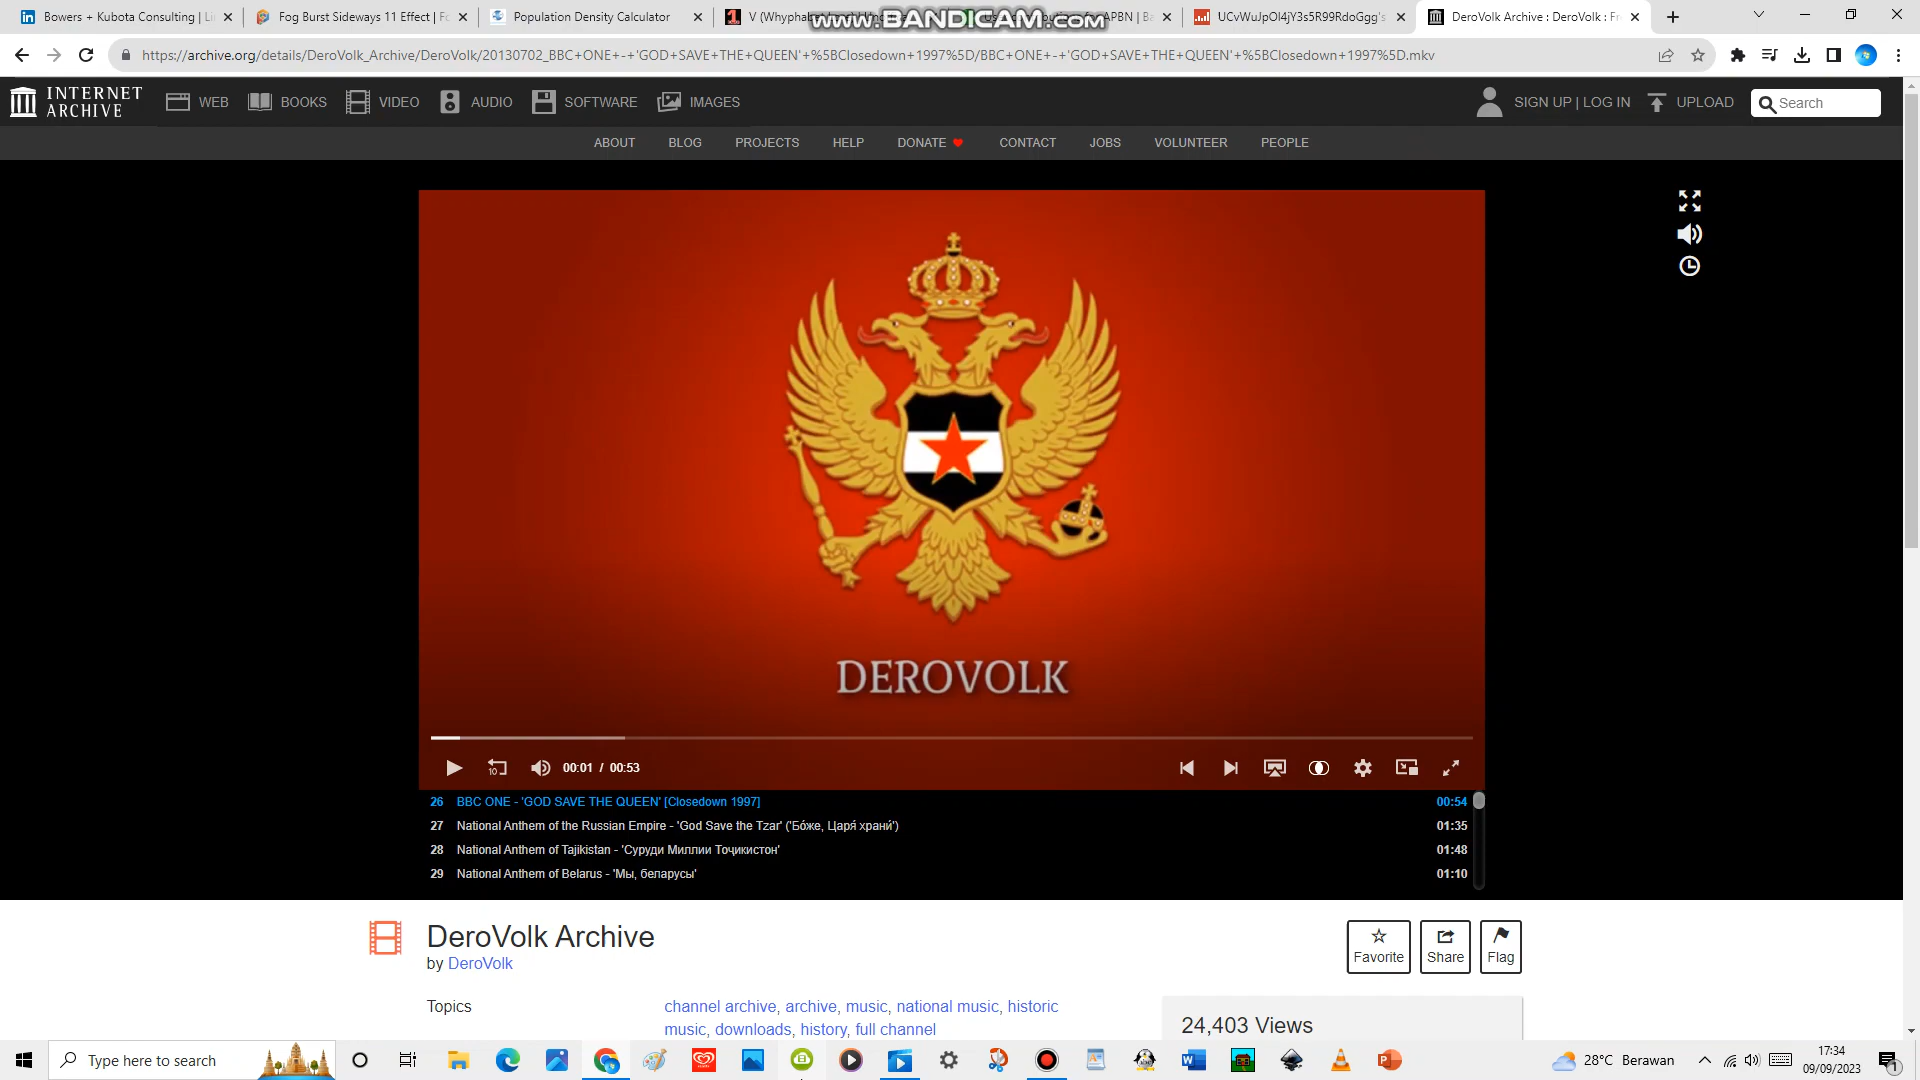 Bowers + Kubota Consulting | Li
Fog Burst Sideways 11 Effect | Fo
Population Density Calculator
V (Whyphabet
APBN | Ba
UCvWuJpOl4jY3s5R99RdoGgg's
DeroVolk Archive : DeroVolk : Fr
www.BANDICAM.com
https://archive.org/details/DeroVolk_Archive/DeroVolk/20130702_BBC+ONE+-+'GOD+SAVE+THE+QUEEN'+%5BClosedown+1997%5D/BBC+ONE+-+'GOD+SAVE+THE+QUEEN'+%5BClosedown+1997%5D.mkv
INTERNET ARCHIVE WEB BOOKS VIDEO AUDIO SOFTWARE IMAGES SIGN UP | LOG IN UPLOAD Search
ABOUT BLOG PROJECTS HELP DONATE CONTACT JOBS VOLUNTEER PEOPLE
DEROVOLK
10 00:01 / 00:53
26 BBC ONE - 'GOD SAVE THE QUEEN' [Closedown 1997] 00:54
27 National Anthem of the Russian Empire - 'God Save the Tzar' ('Бо́же, Царя́ храни́') 01:35
28 National Anthem of Tajikistan - 'Суруди Миллии Тоҷикистон' 01:48
29 National Anthem of Belarus - 'Мы, беларусы' 01:10
DeroVolk Archive
by DeroVolk
Favorite Share Flag
Topics channel archive, archive, music, national music, historic
music, downloads, history, full channel
24,403 Views
Type here to search
28°C Berawan
17:34
09/09/2023
1